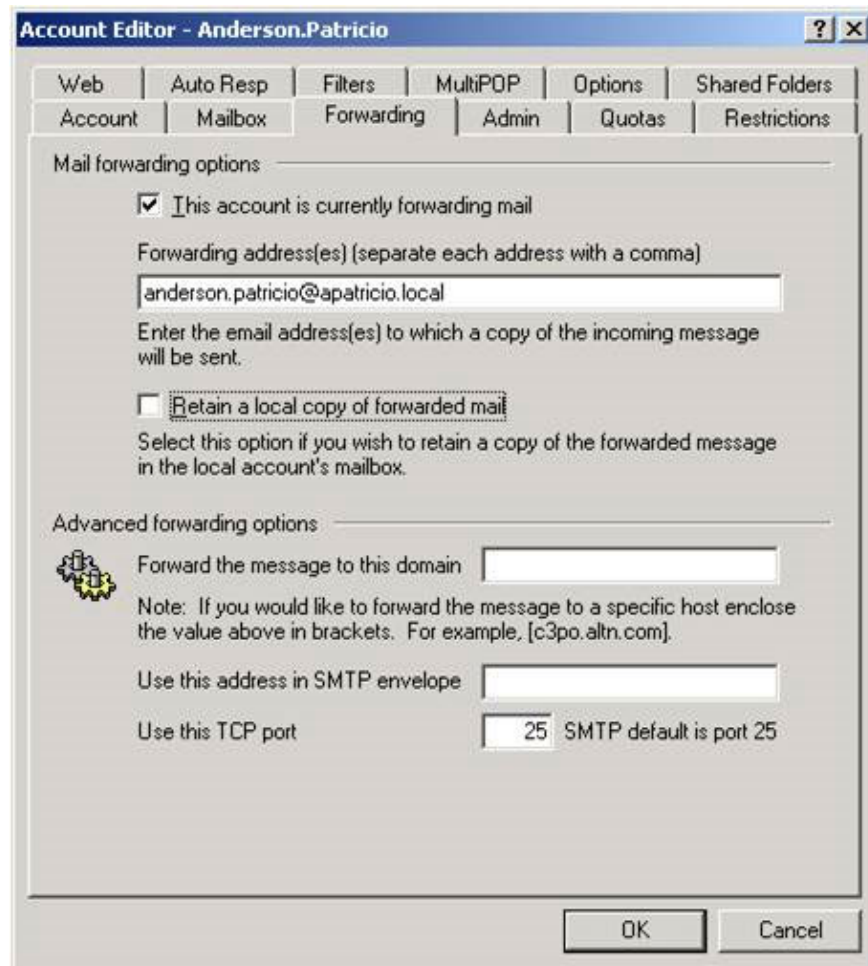 Account Editor - Anderson.Patricio
Web Auto Resp Filters MultiPOP Options Shared Folders
Account Mailbox Forwarding Admin Quotas Restrictions
Mail forwarding options
This account is currently forwarding mail
Forwarding address(es) (separate each address with a comma)
anderson.patricio@apatricio.local
Enter the email address(es) to which a copy of the incoming message
will be sent.
Retain a local copy of forwarded mail
Select this option if you wish to retain a copy of the forwarded message
in the local account's mailbox.
Advanced forwarding options
Forward the message to this domain
Note: If you would like to forward the message to a specific host enclose
the value above in brackets. For example, [c3po.altn.com].
Use this address in SMTP envelope
Use this TCP port 25 SMTP default is port 25
OK Cancel